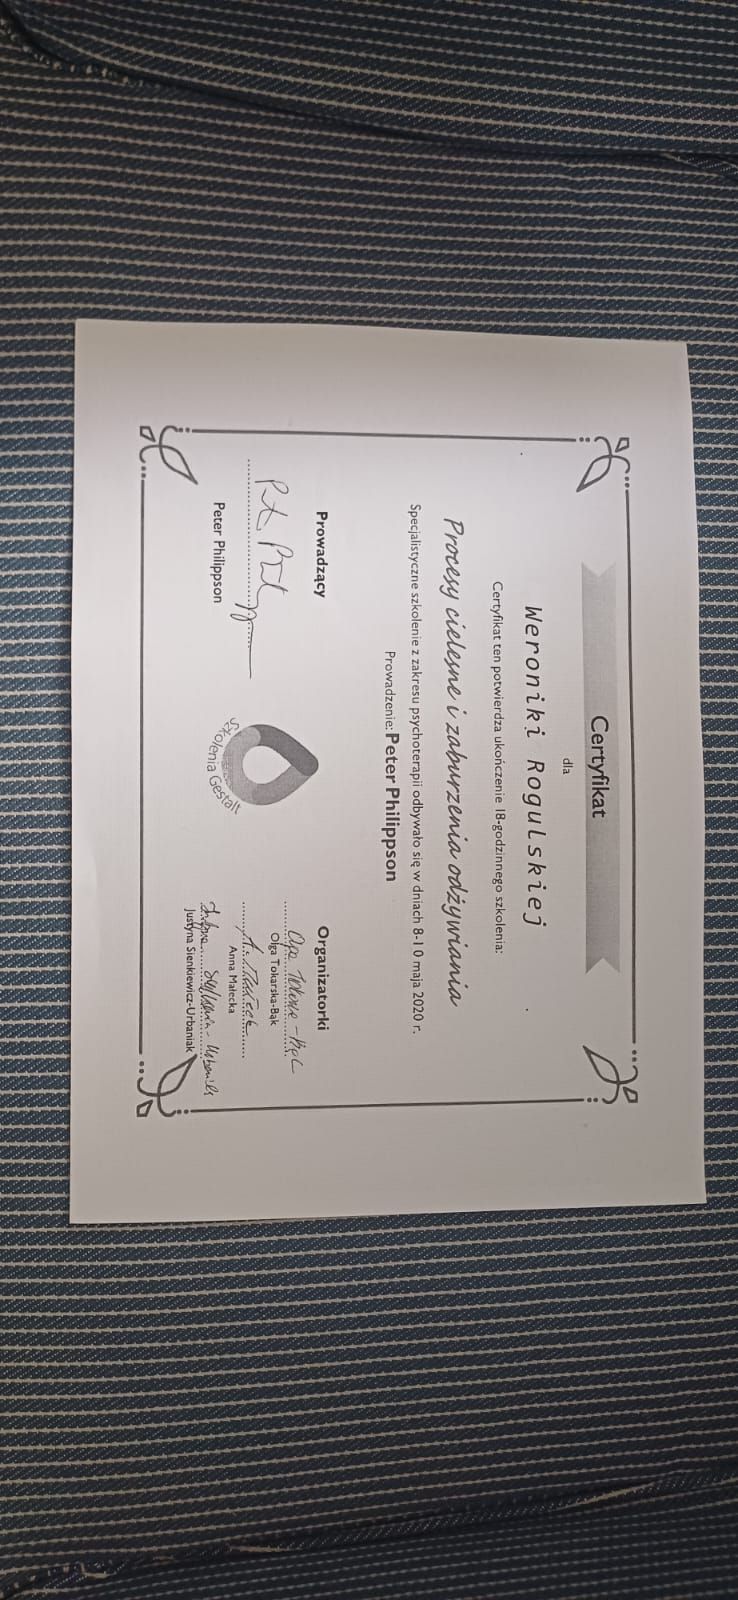 Certyfikat
dla
Weroniki Rogulskiej
Certyfikat ten potwierdza ukończenie 18-godzinnego szkolenia:
Procesy cielesne i zaburzenia odżywiania
Specjalistyczne szkolenie z zakresu psychoterapii odbywało się w dniach 8-10 maja 2020 r.
Prowadzenie: Peter Philippson
Prowadzący
Peter Philippson
Szkolenia Gestalt
Organizatorki
Olga Tokarska-Bąk
Anna Małecka
Justyna Sienkiewicz-Urbaniak